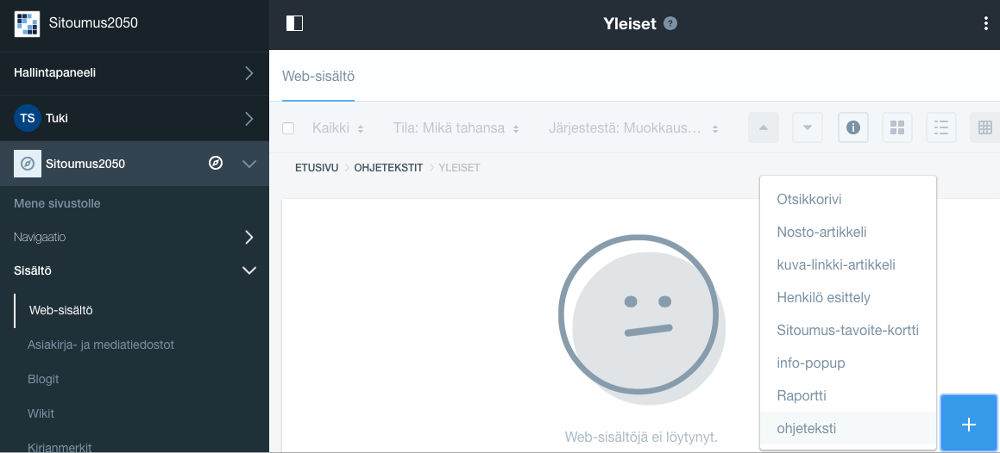 Sitoumus2050
Hallintapaneeli
TS Tuki
Sitoumus2050
Mene sivustolle
Navigaatio
Sisältö
Web-sisältö
Asiakirja- ja mediatiedostot
Blogit
Wikit
Kirjanmerkit
Yleiset ?
Web-sisältö
Kaikki Tila: Mikä tahansa Järjestestä: Muokkaus...
ETUSIVU > OHJETEKSTIT > YLEISET
Otsikkorivi
Nosto-artikkeli
kuva-linkki-artikkeli
Henkilö esittely
Sitoumus-tavoite-kortti
info-popup
Raportti
ohjeteksti
Web-sisältöjä ei löytynyt.